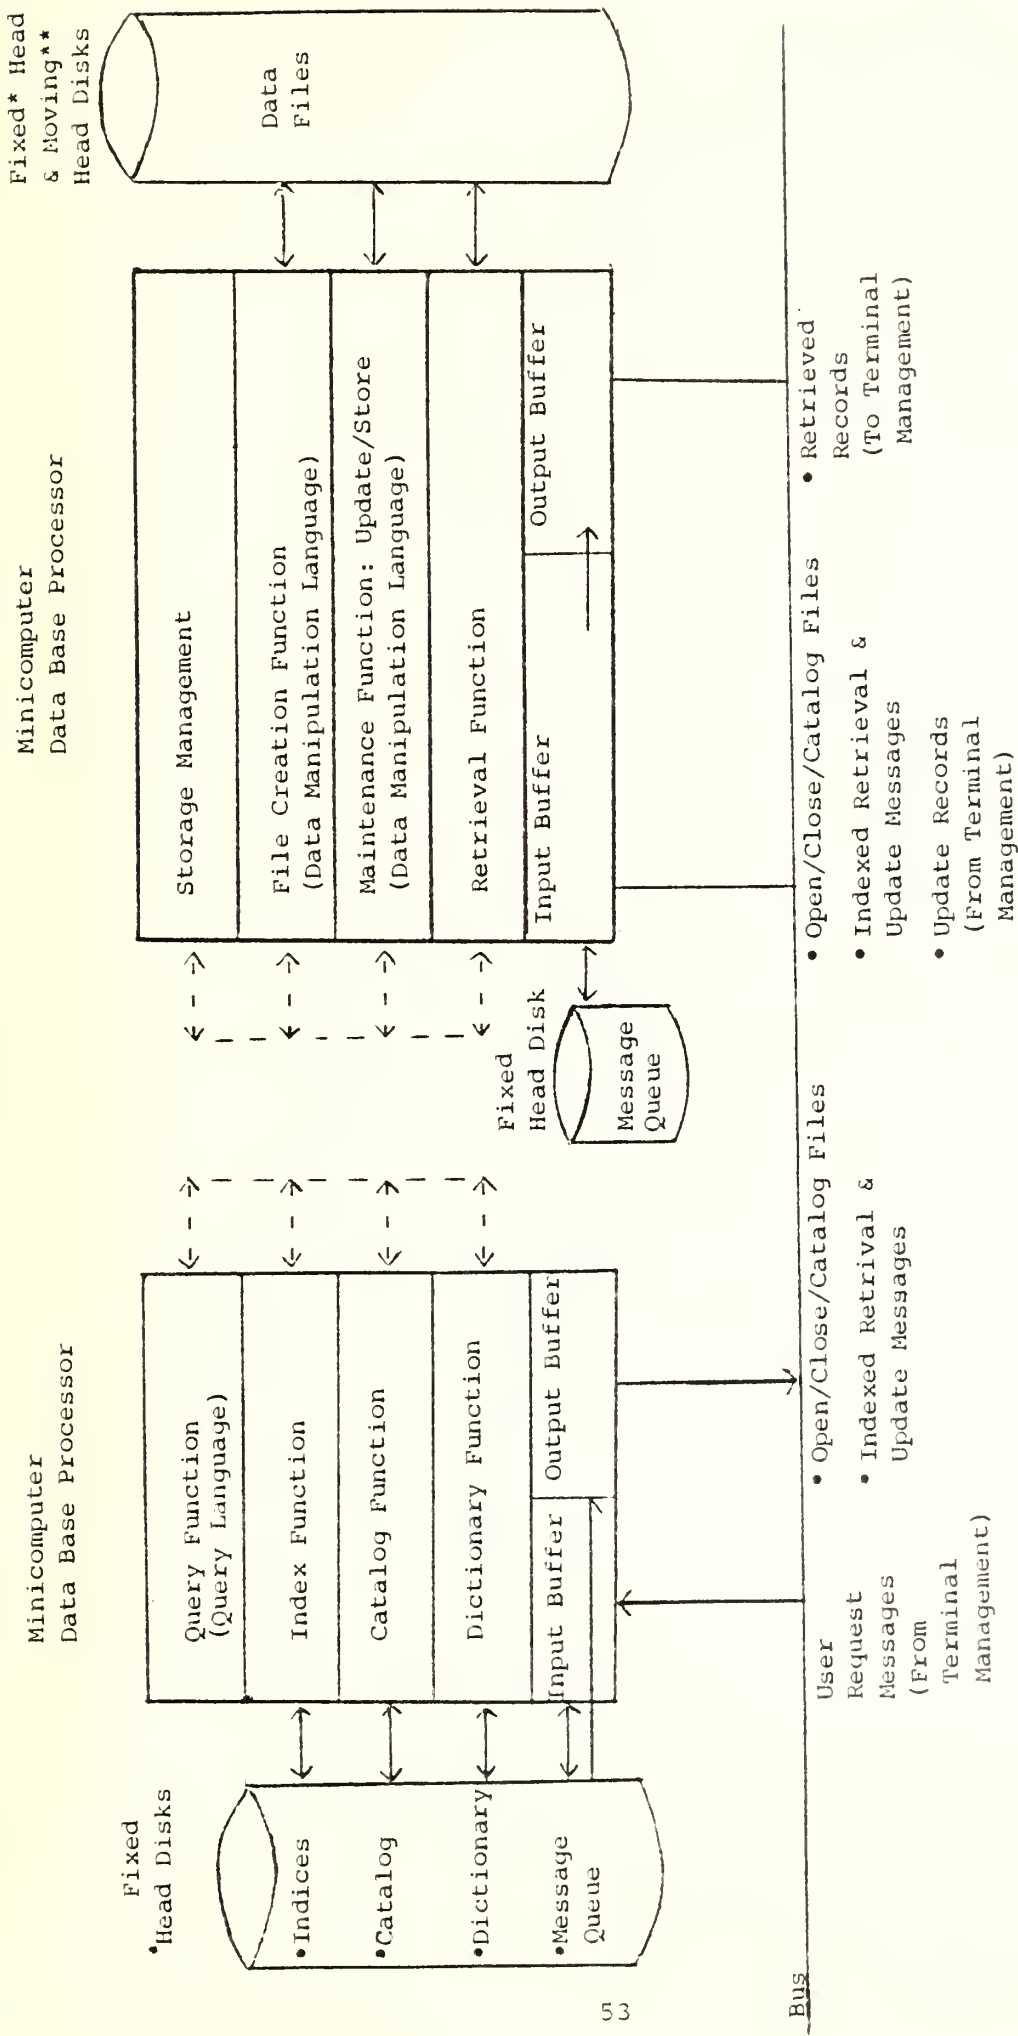 Minicomputer
Data Base Processor
Minicomputer
Data Base Processor
Fixed
*Head Disks
•Indices
•Catalog
•Dictionary
•Message
Queue
Query Function
(Query Language)
Index Function
Catalog Function
Dictionary Function
Input Buffer
Output Buffer
Fixed
Head Disk
Message
Queue
Storage Management
File Creation Function
(Data Manipulation Language)
Maintenance Function: Update/Store
(Data Manipulation Language)
Retrieval Function
Input Buffer
Output Buffer
Fixed* Head
& Moving**
Head Disks
Data
Files
Bus
User
Request
Messages
(From
Terminal
Management)
• Open/Close/Catalog Files
• Indexed Retrival &
Update Messages
• Open/Close/Catalog Files
• Indexed Retrieval &
Update Messages
• Update Records
(From Terminal
Management)
• Retrieved
Records
(To Terminal
Management)
53